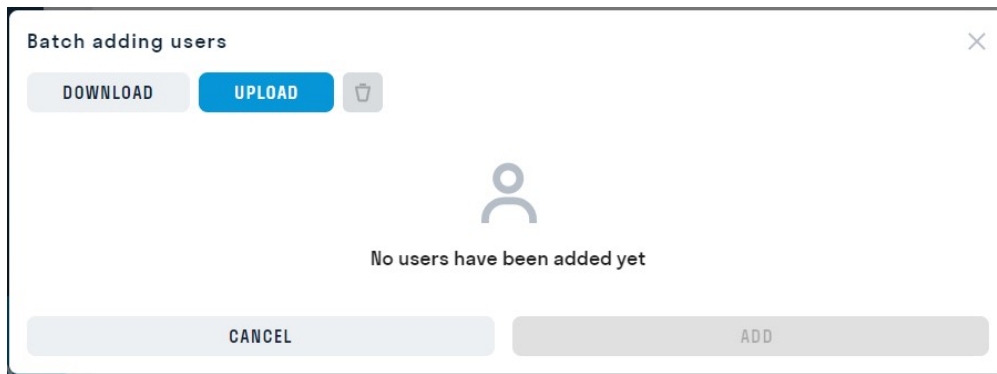 Batch adding users
DOWNLOAD UPLOAD
No users have been added yet
CANCEL ADD